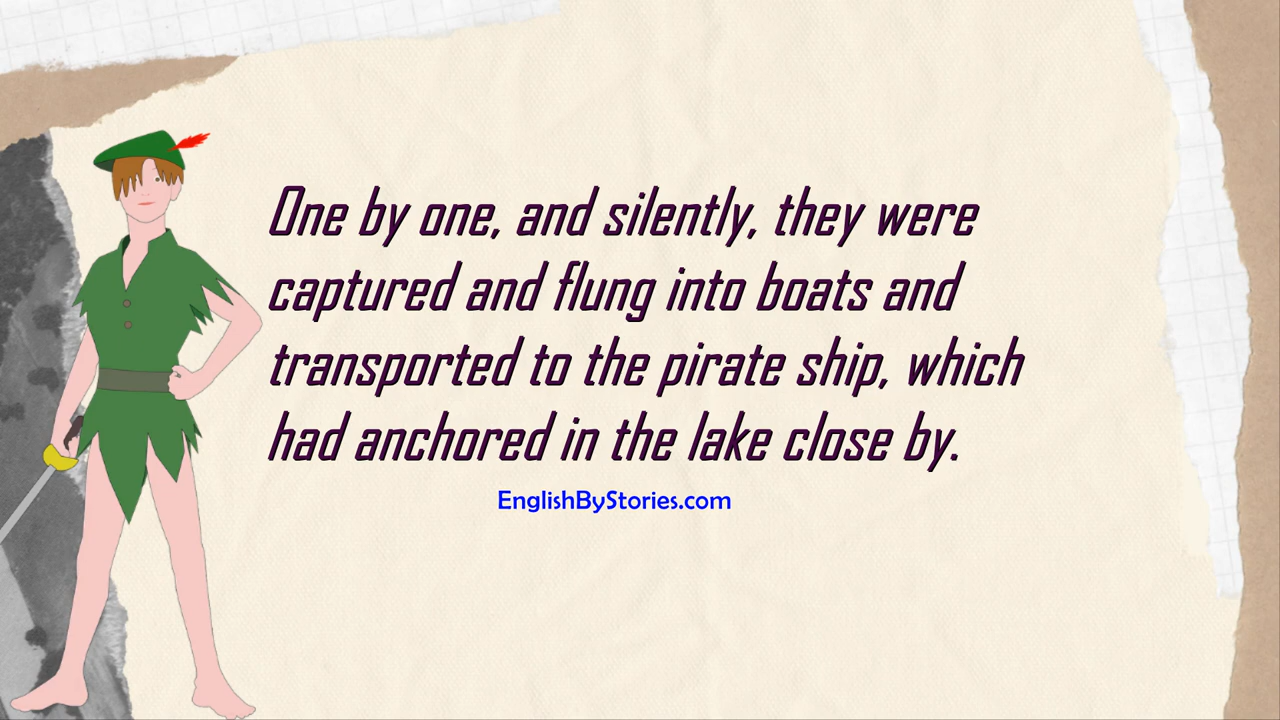 One by one, and silently, they were
captured and flung into boats and
transported to the pirate ship, which
had anchored in the lake close by.
EnglishByStories.com